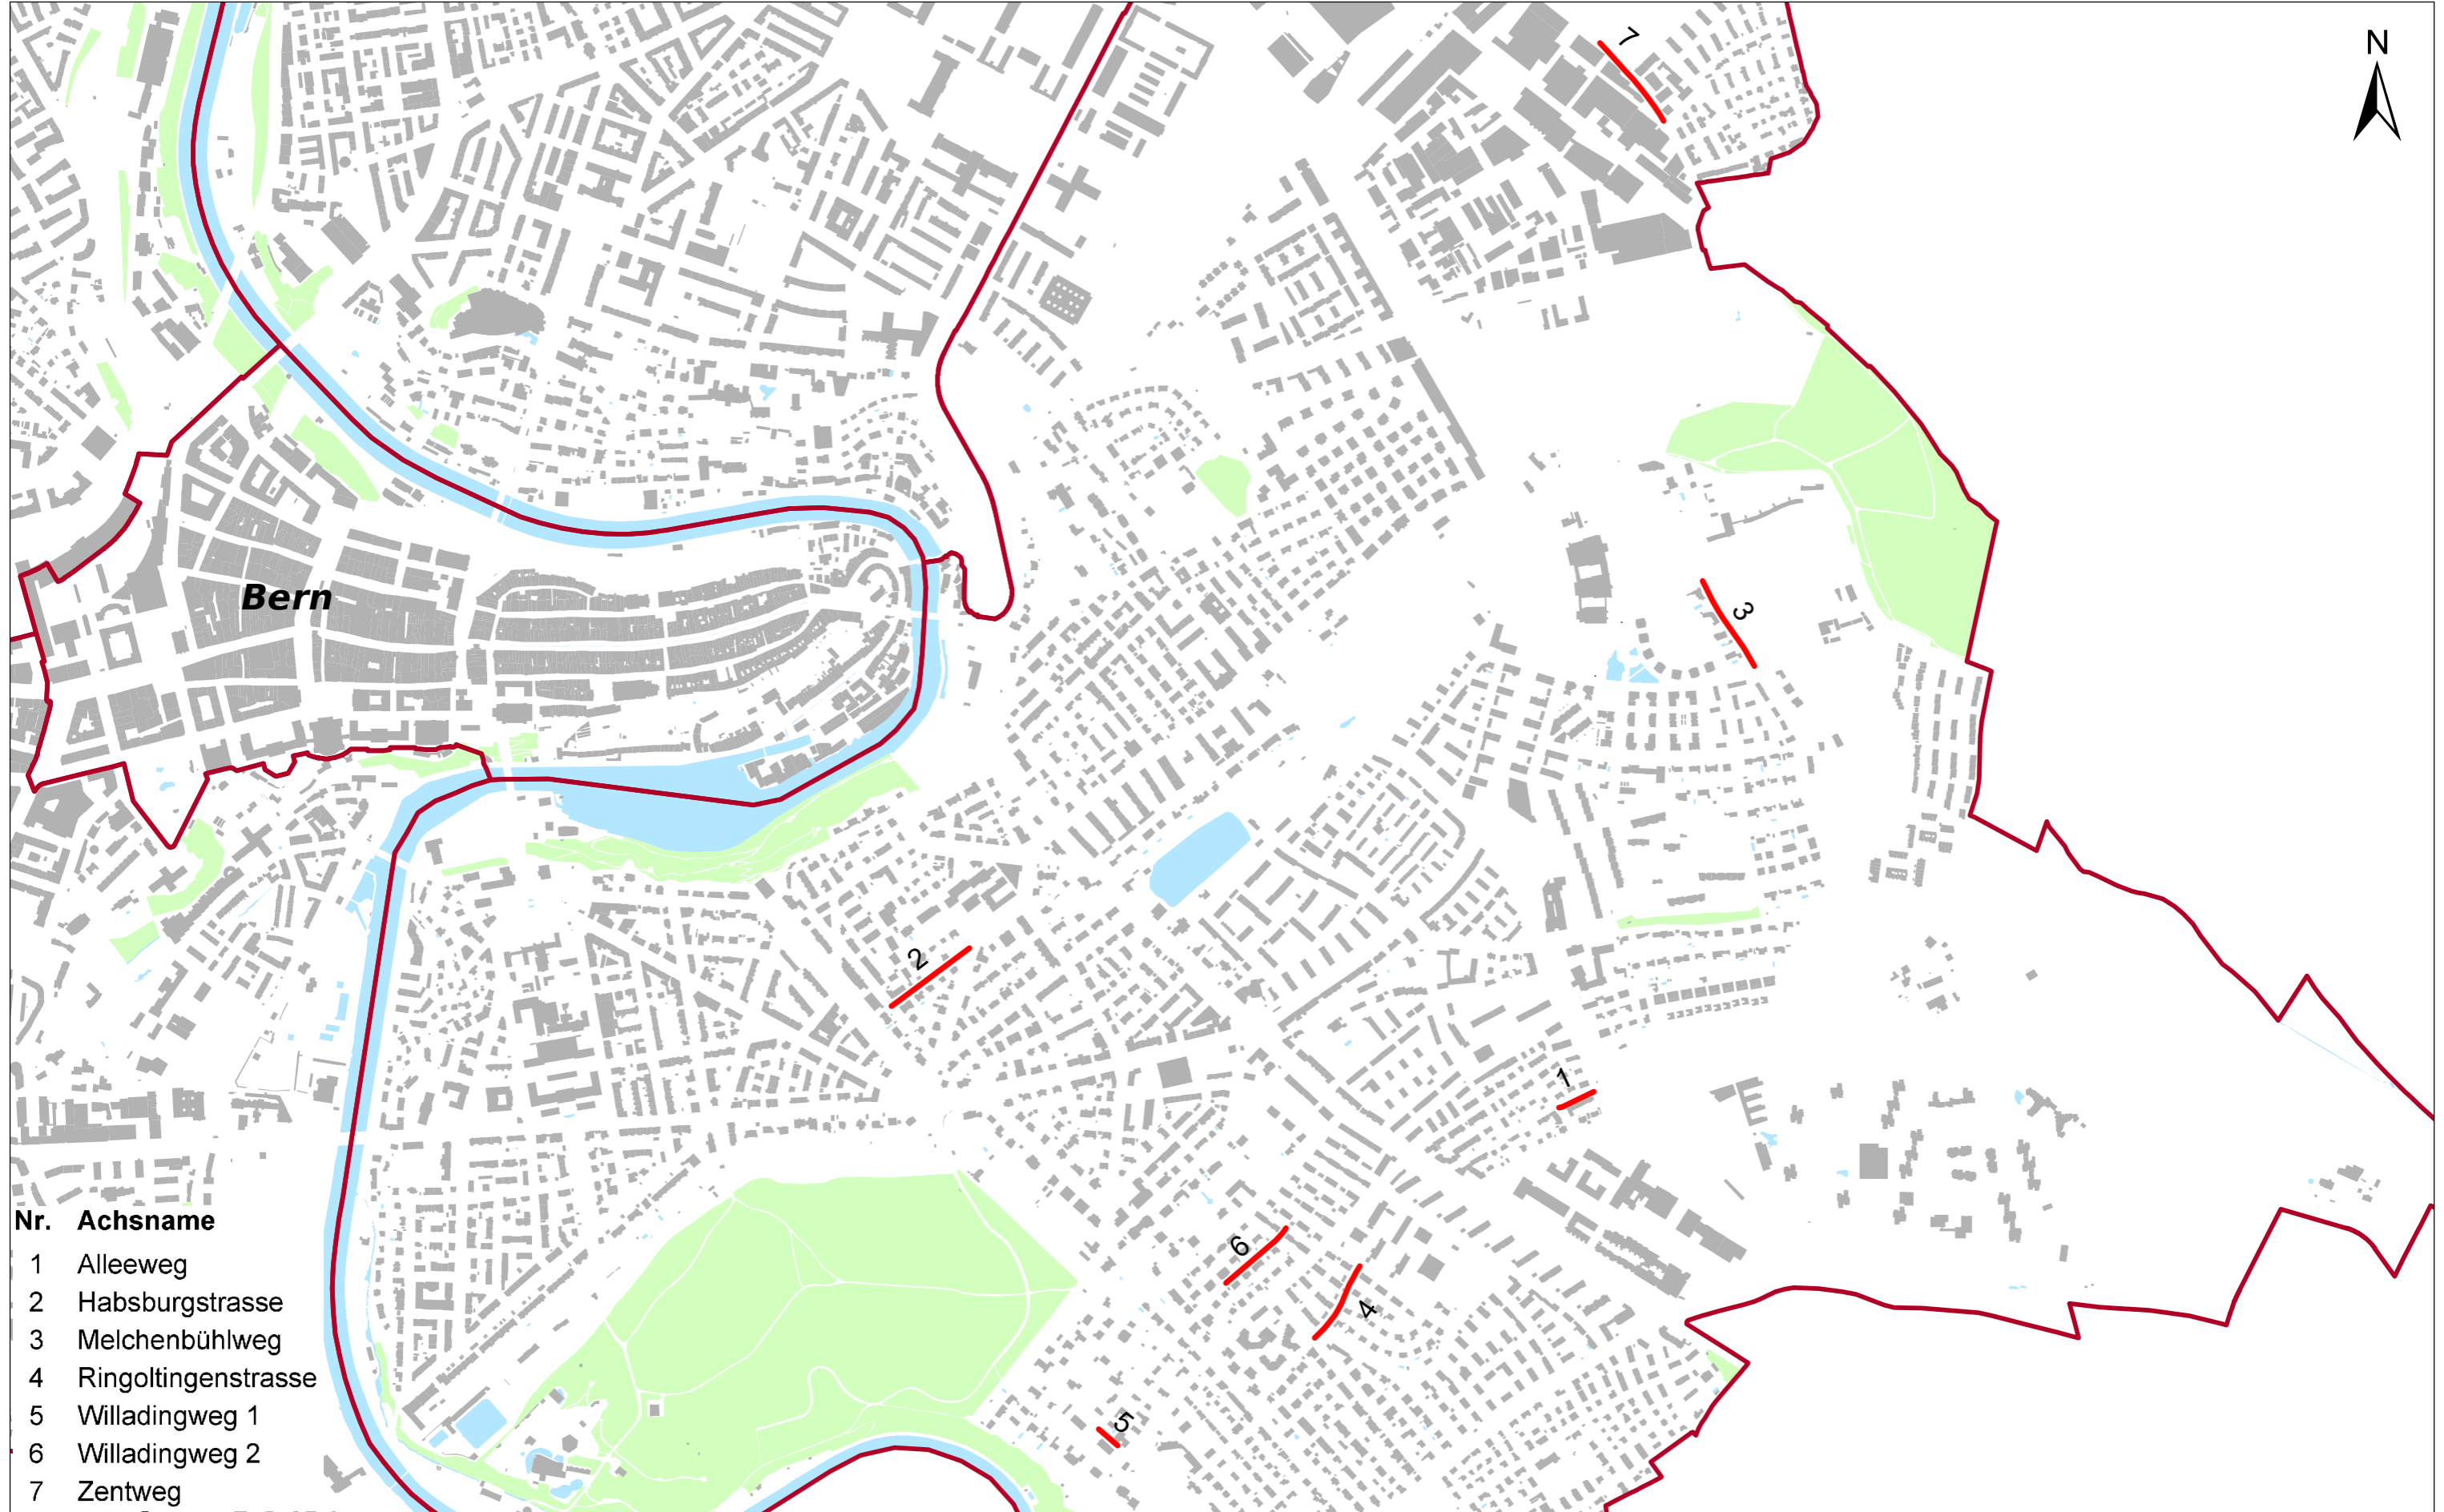 7
N
Bern
3
2
1
6
4
5
Nr. Achsname
1 Alleeweg
2 Habsburgstrasse
3 Melchenbühlweg
4 Ringoltingenstrasse
5 Willadingweg 1
6 Willadingweg 2
7 Zentweg